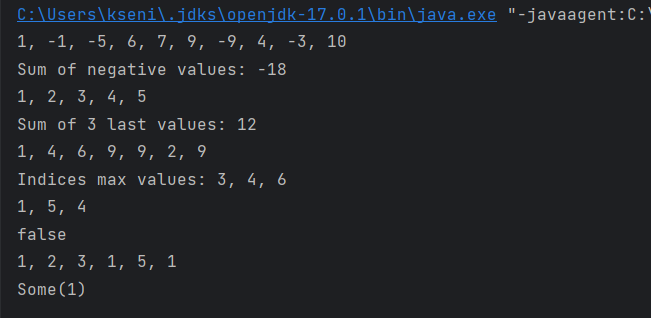 C:\Users\kseni\.jdks\openjdk-17.0.1\bin\java.exe "-javaagent:C:\
1, -1, -5, 6, 7, 9, -9, 4, -3, 10
Sum of negative values: -18
1, 2, 3, 4, 5
Sum of 3 last values: 12
1, 4, 6, 9, 9, 2, 9
Indices max values: 3, 4, 6
1, 5, 4
false
1, 2, 3, 1, 5, 1
Some(1)